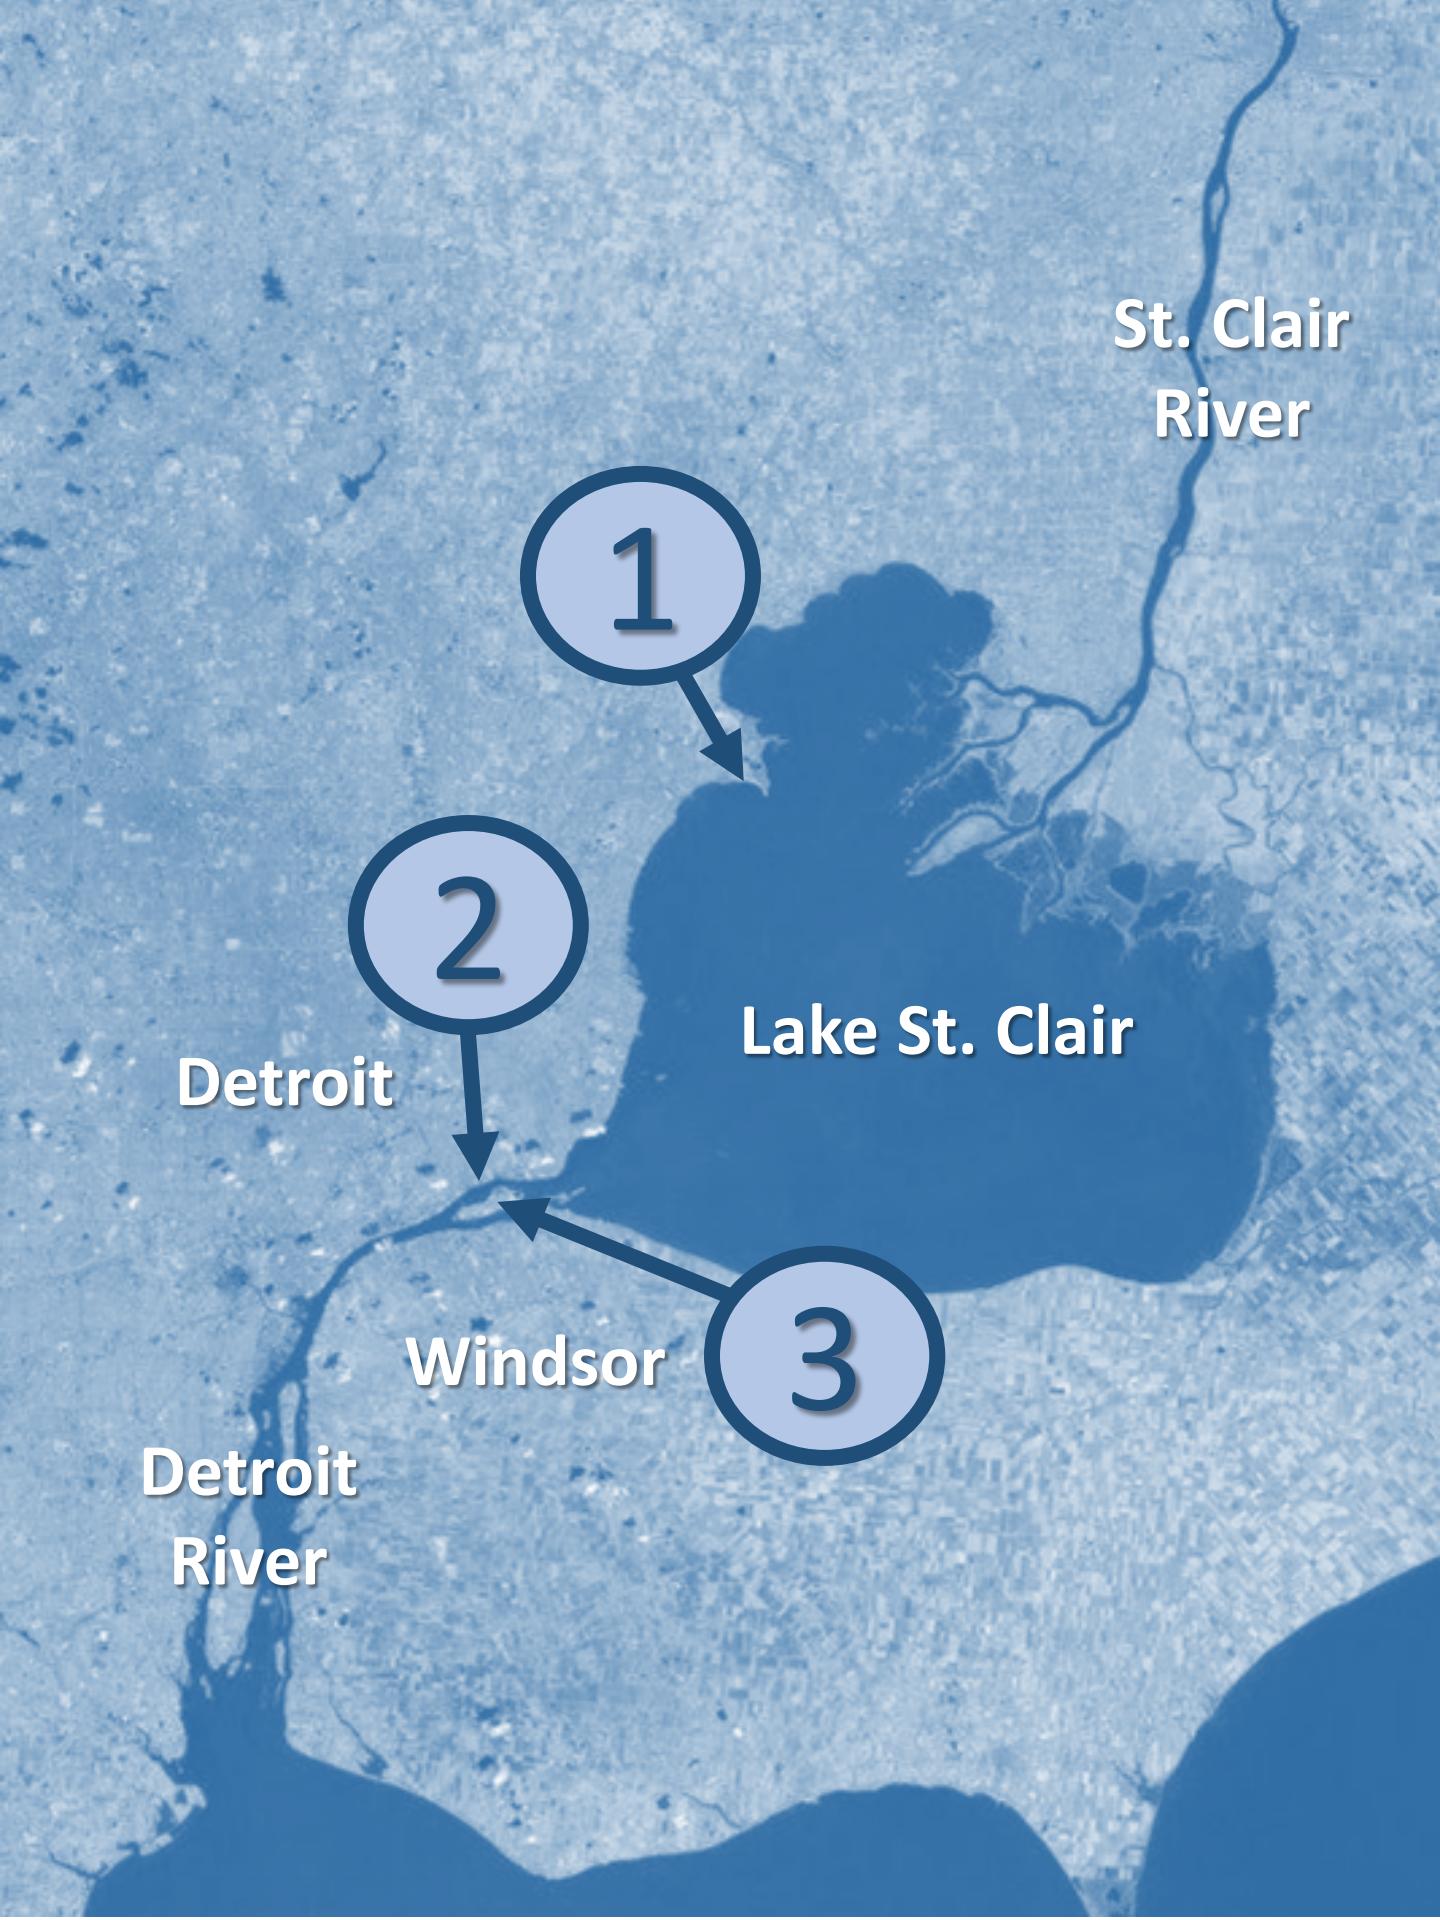 St. Clair
River
1
2
Lake St. Clair
Detroit
3
Windsor
Detroit
River